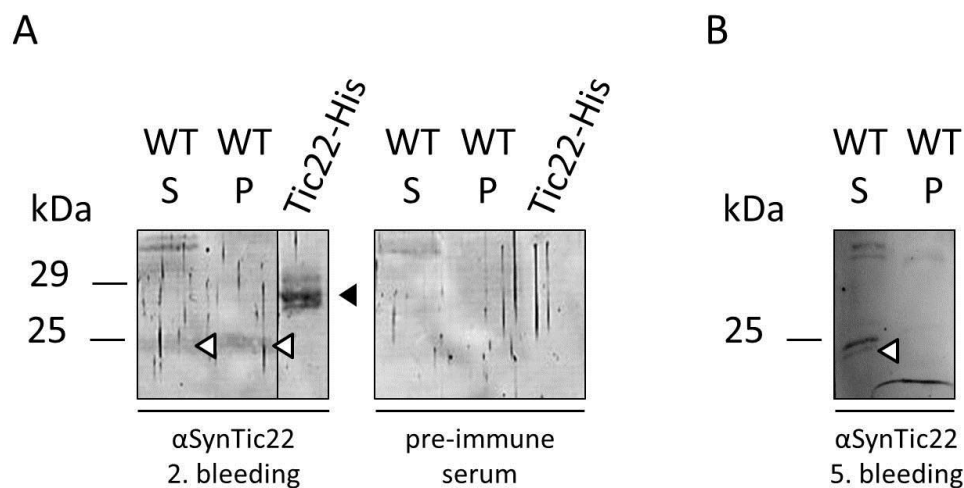 A
B
WT WT Tic22-His WT WT Tic22-His WT WT
kDa S P S P kDa S P
29
25 25
αSynTic22 pre-immune αSynTic22
2. bleeding serum 5. bleeding